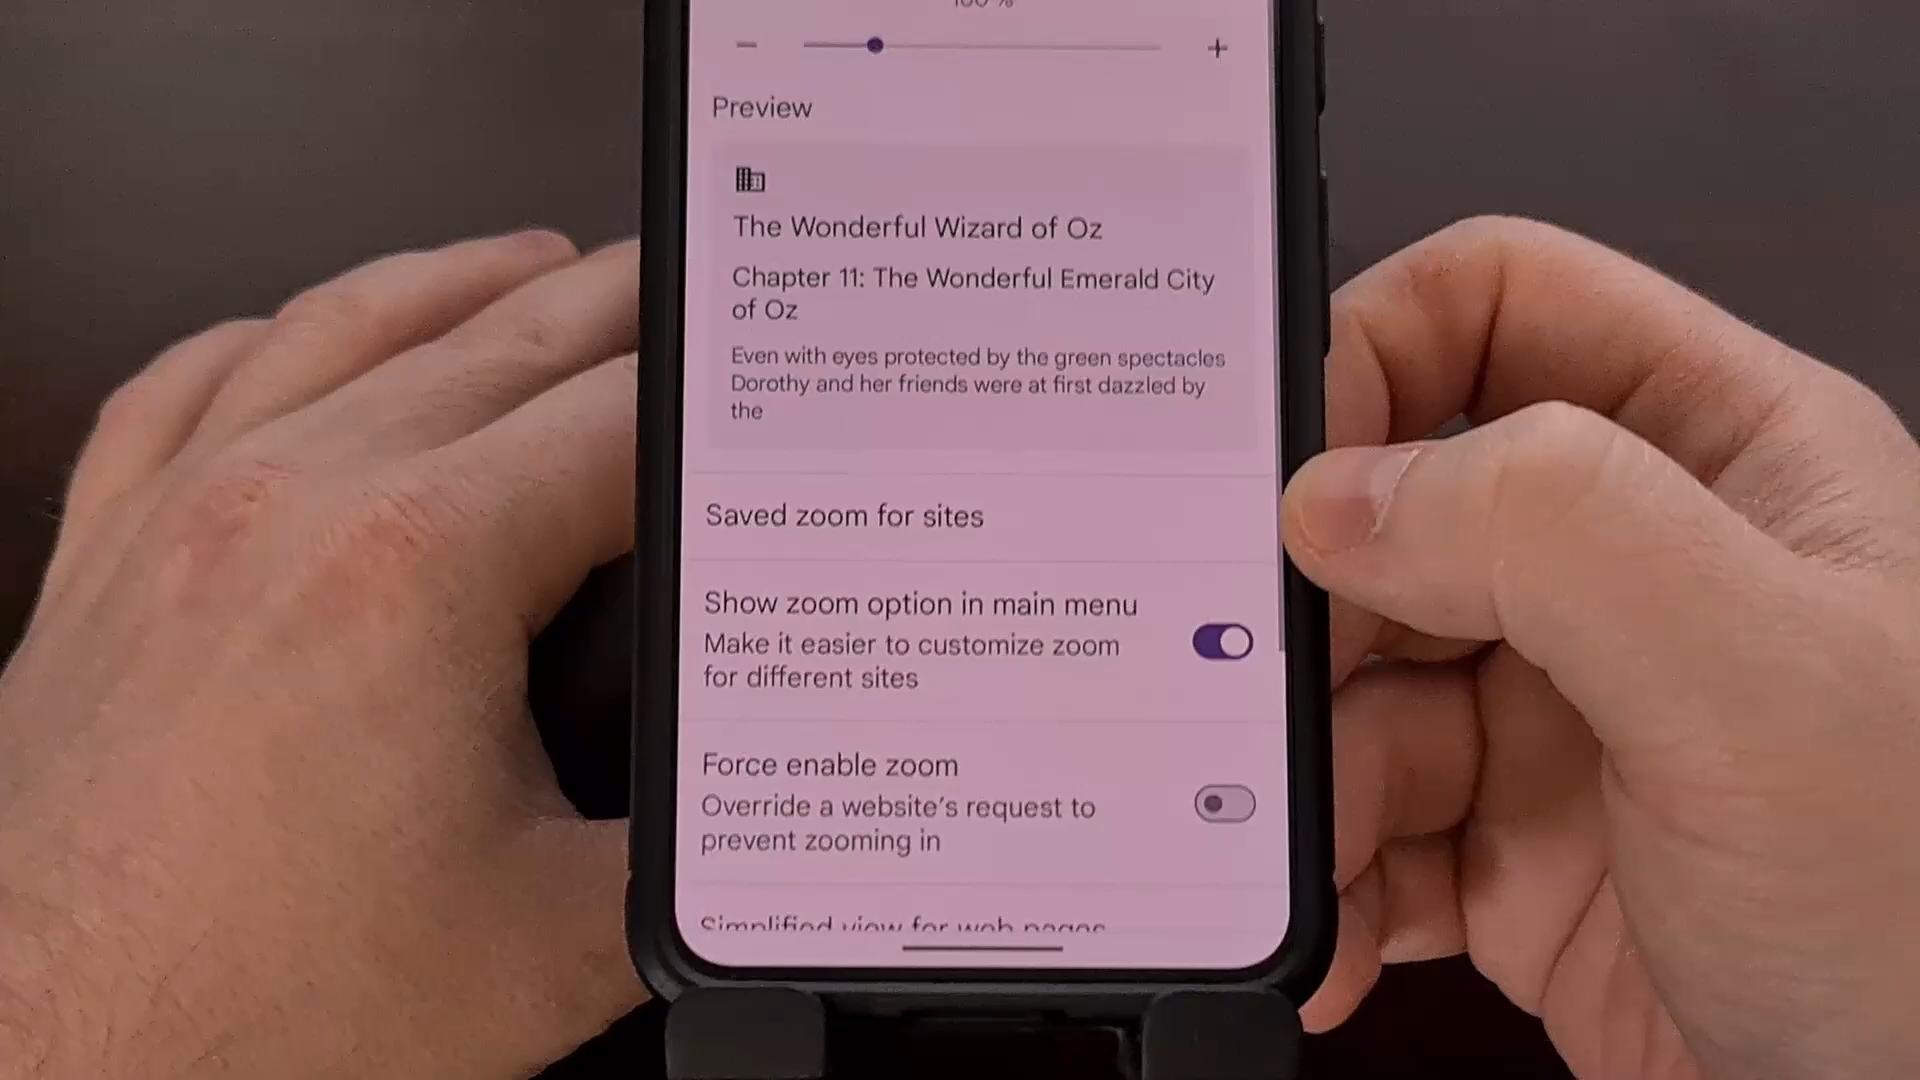 100 %
Preview
The Wonderful Wizard of Oz
Chapter 11: The Wonderful Emerald City
of Oz
Even with eyes protected by the green spectacles
Dorothy and her friends were at first dazzled by
the
Saved zoom for sites
Show zoom option in main menu
Make it easier to customize zoom
for different sites
Force enable zoom
Override a website's request to
prevent zooming in
Simplified view for web pages